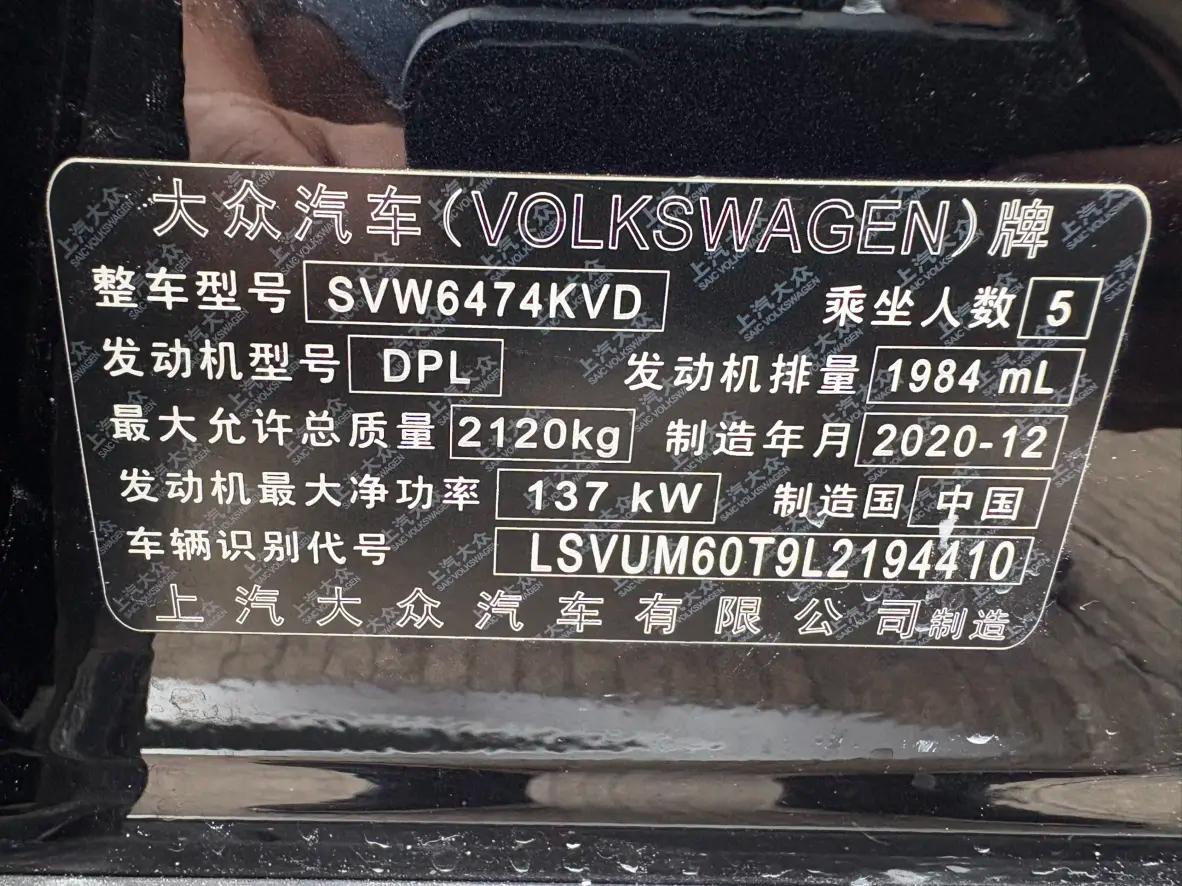 大众汽车(VOLKSWAGEN)牌
整车型号 SVW6474KVD 乘坐人数 5
发动机型号 DPL 发动机排量 1984 mL
最大允许总质量 2120kg 制造年月 2020-12
发动机最大净功率 137 kW 制造国 中国
车辆识别代号 LSVUM60T9L2194410
上汽大众汽车有限公司制造